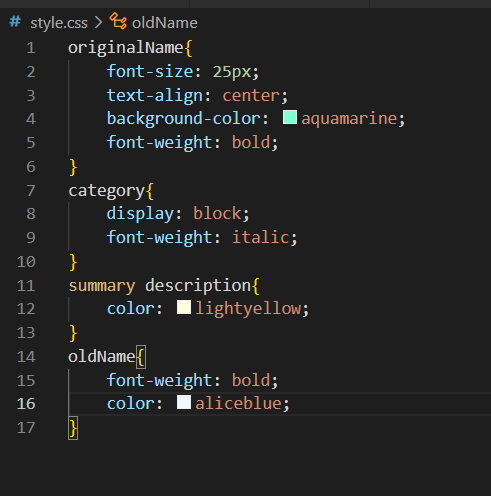 # style.css > oldName
1 originalName{
2 font-size: 25px;
3 text-align: center;
4 background-color: aquamarine;
5 font-weight: bold;
6 }
7 category{
8 display: block;
9 font-weight: italic;
10 }
11 summary description{
12 color: lightyellow;
13 }
14 oldName{
15 font-weight: bold;
16 color: aliceblue;
17 }